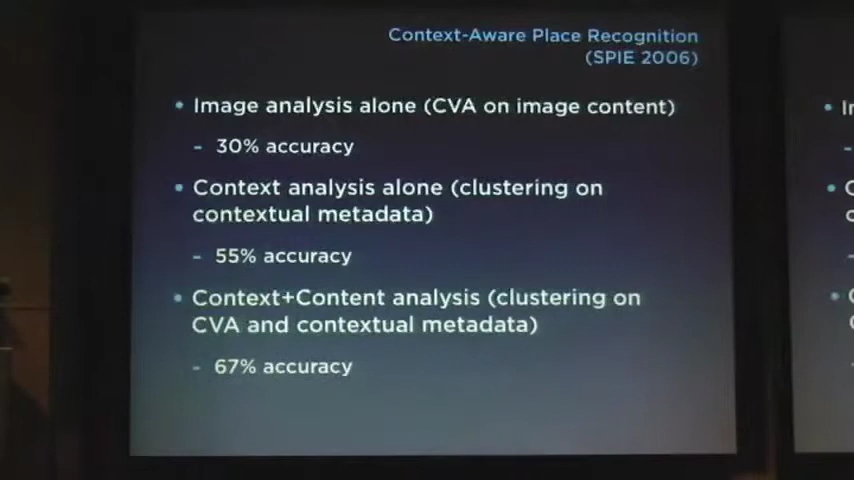 Context-Aware Place Recognition
(SPIE 2006)
• Image analysis alone (CVA on image content)
- 30% accuracy
• Context analysis alone (clustering on
contextual metadata)
- 55% accuracy
• Context+Content analysis (clustering on
CVA and contextual metadata)
- 67% accuracy